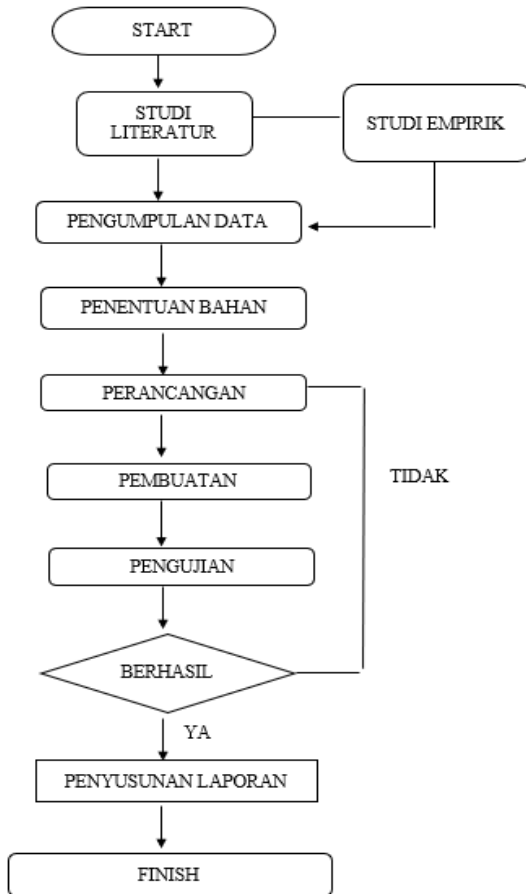 START
STUDI
LITERATUR
STUDI EMPIRIK
PENGUMPULAN DATA
PENENTUAN BAHAN
PERANCANGAN
PEMBUATAN
TIDAK
PENGUJIAN
BERHASIL
YA
PENYUSUNAN LAPORAN
FINISH